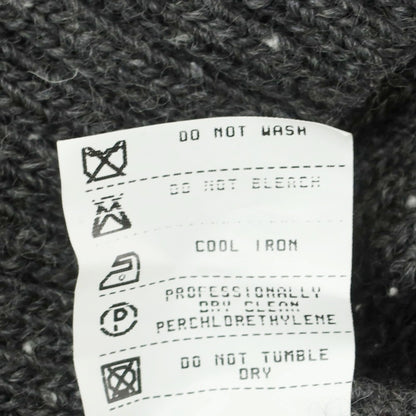 DO NOT WASH
DO NOT BLEACH
COOL IRON
PROFESSIONALLY
DRY CLEAN
P
PERCHLORETHYLENE
DO NOT TUMBLE
DRY